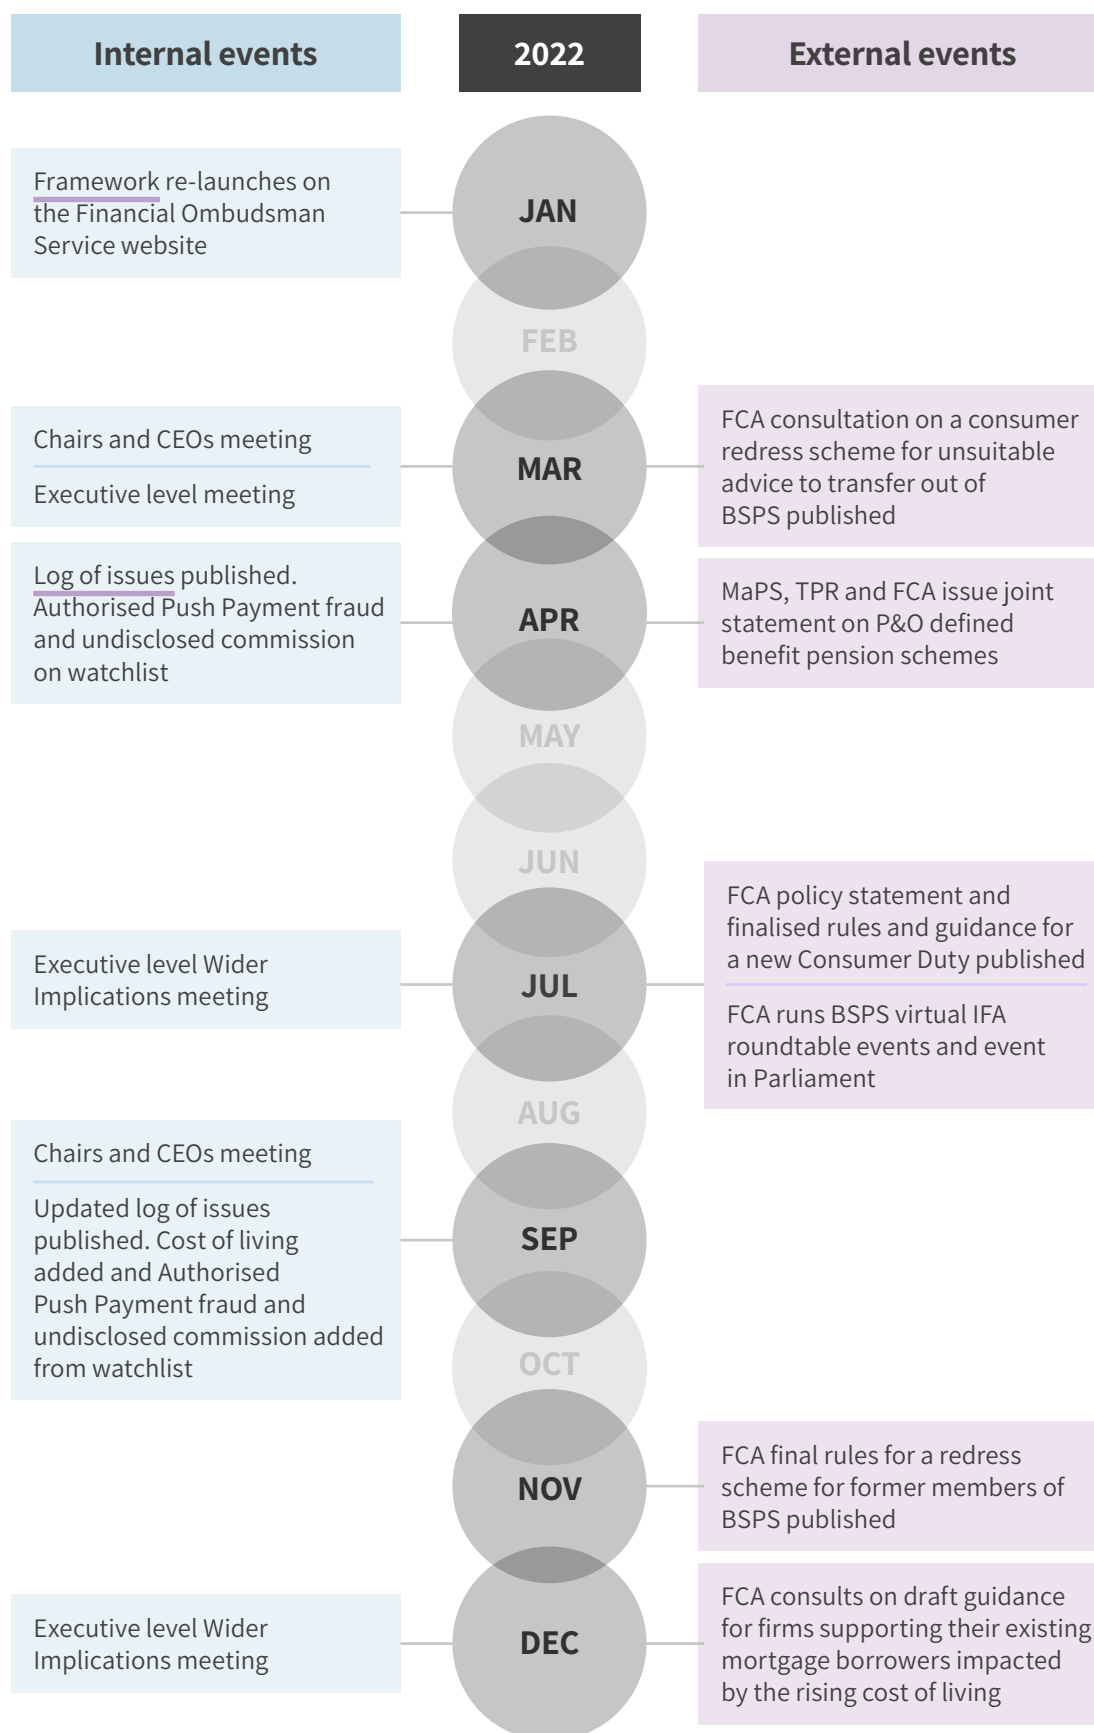 Internal events
2022
External events
JAN
Framework re-launches on
the Financial Ombudsman
Service website
FEB
MAR
Chairs and CEOs meeting
Executive level meeting
FCA consultation on a consumer
redress scheme for unsuitable
advice to transfer out of
BSPS published
APR
Log of issues published.
Authorised Push Payment fraud
and undisclosed commission
on watchlist
MaPS, TPR and FCA issue joint
statement on P&O defined
benefit pension schemes
MAY
JUN
JUL
Executive level Wider
Implications meeting
FCA policy statement and
finalised rules and guidance for
a new Consumer Duty published
FCA runs BSPS virtual IFA
roundtable events and event
in Parliament
AUG
SEP
Chairs and CEOs meeting
Updated log of issues
published. Cost of living
added and Authorised
Push Payment fraud and
undisclosed commission added
from watchlist
OCT
NOV
FCA final rules for a redress
scheme for former members of
BSPS published
DEC
Executive level Wider
Implications meeting
FCA consults on draft guidance
for firms supporting their existing
mortgage borrowers impacted
by the rising cost of living